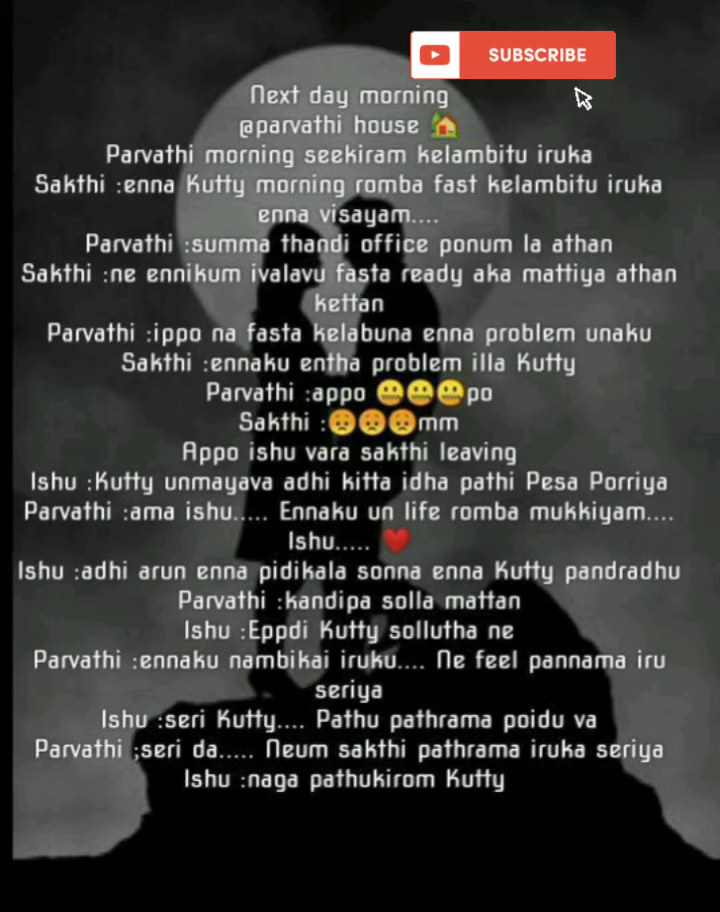 SUBSCRIBE
Next day morning
@parvathi house 🏡
Parvathi morning seekiram kelambitu iruka
Sakthi :enna Kutty morning romba fast kelambitu iruka
enna visayam....
Parvathi :summa thandi office ponum la athan
Sakthi :ne ennikum ivalavu fasta ready aka mattiya athan
kettan
Parvathi :ippo na fasta kelabuna enna problem unaku
Sakthi :ennaku entha problem illa Kutty
Parvathi :appo 🤐🤐🤐po
Sakthi :😞😞😞mm
Appo ishu vara sakthi leaving
Ishu :Kutty unmayava adhi kitta idha pathi Pesa Porriya
Parvathi :ama ishu..... Ennaku un life romba mukkiyam....
Ishu..... ❤️
Ishu :adhi arun enna pidikala sonna enna Kutty pandradhu
Parvathi :kandipa solla mattan
Ishu :Eppdi Kutty sollutha ne
Parvathi :ennaku nambikai iruku.... Ne feel pannama iru
seriya
Ishu :seri Kutty.... Pathu pathrama poidu va
Parvathi ;seri da..... Neum sakthi pathrama iruka seriya
Ishu :naga pathukirom Kutty